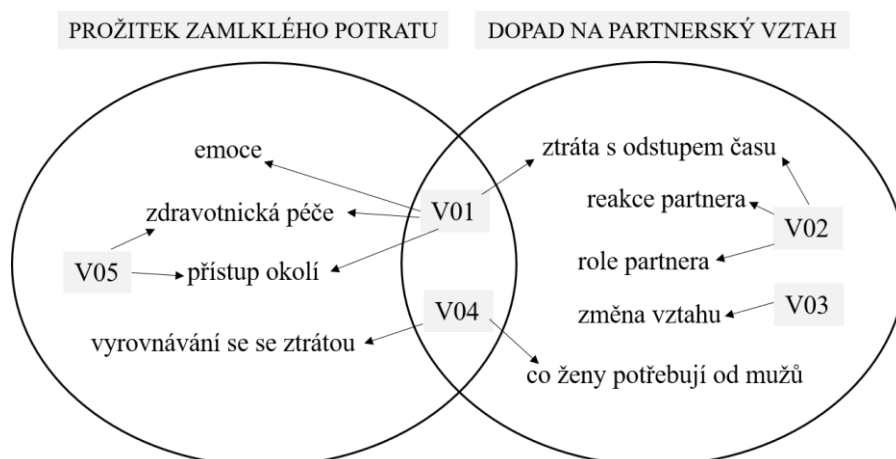 PROŽITEK ZAMLKLÉHO POTRATU
DOPAD NA PARTNERSKÝ VZTAH
emoce
zdravotnická péče
V05
přístup okolí
vyrovnávání se se ztrátou
V01
V04
ztráta s odstupem času
reakce partnera
V02
role partnera
změna vztahu
V03
co ženy potřebují od mužů